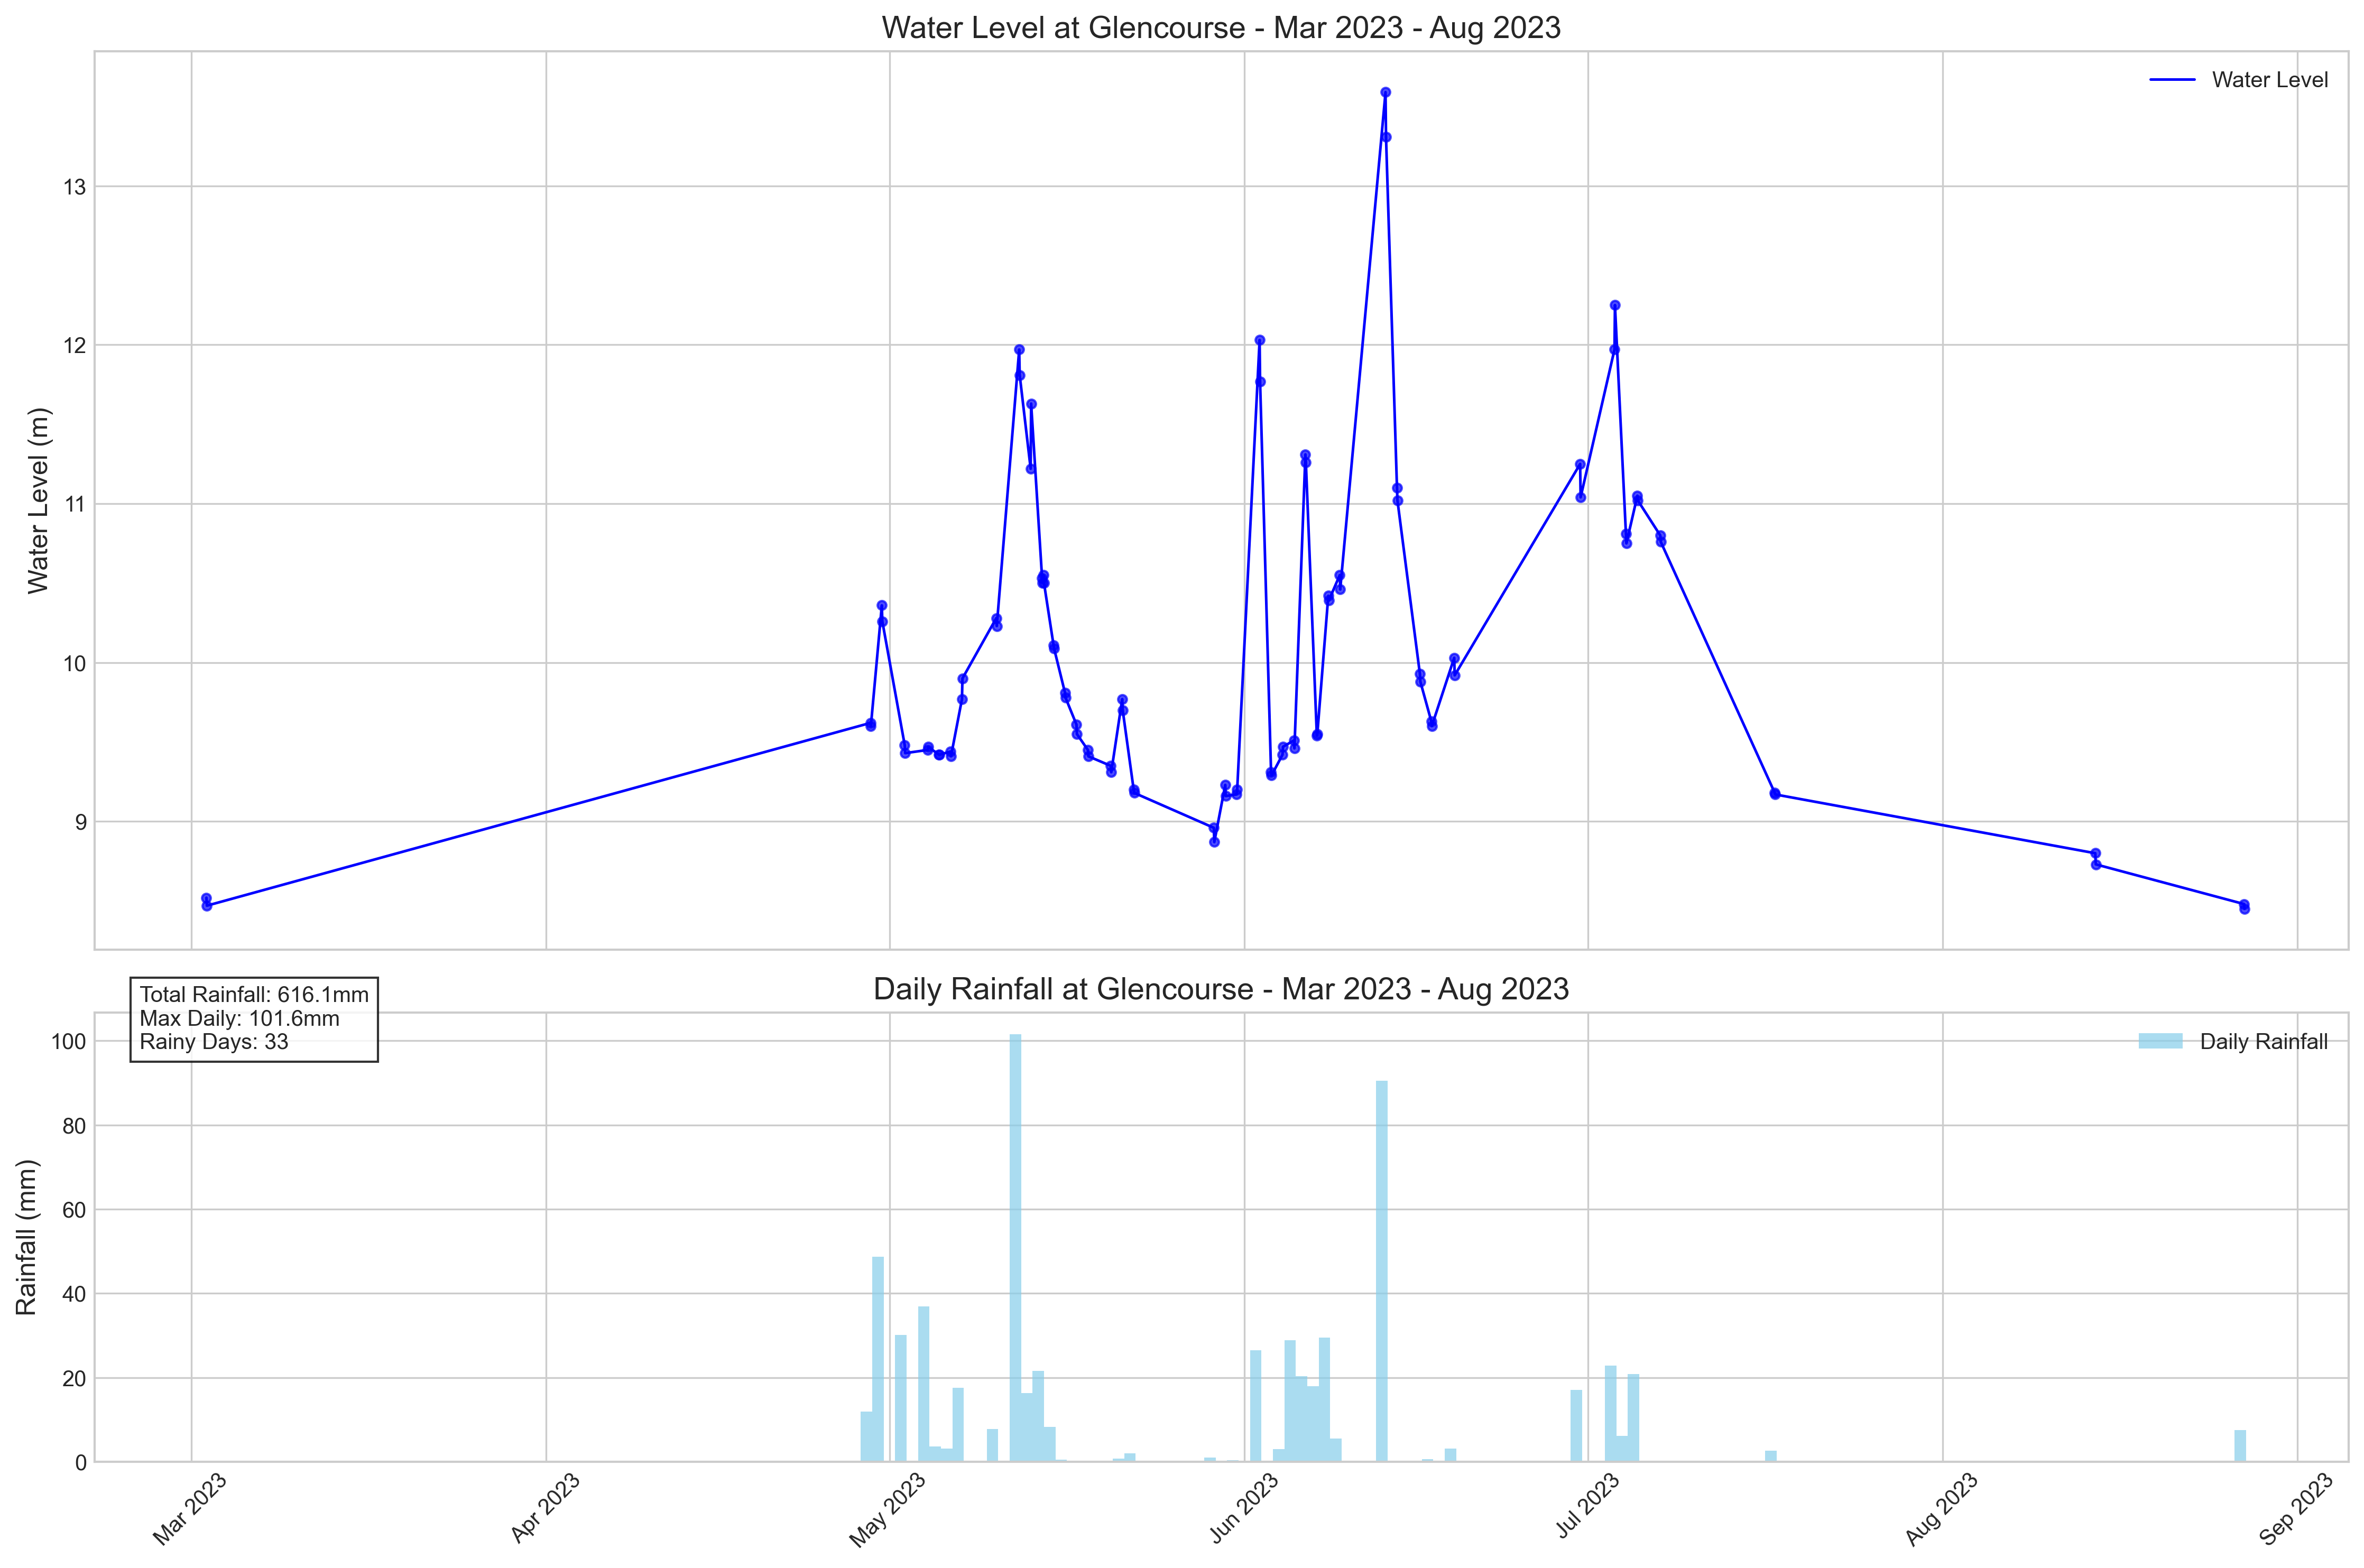 Water Level at Glencourse - Mar 2023 - Aug 2023
Water Level
Water Level (m)
13
12
11
10
9
Total Rainfall: 616.1mm
Max Daily: 101.6mm
Rainy Days: 33
Daily Rainfall at Glencourse - Mar 2023 - Aug 2023
Daily Rainfall
Rainfall (mm)
100
80
60
40
20
0
Mar 2023
Apr 2023
May 2023
Jun 2023
Jul 2023
Aug 2023
Sep 2023